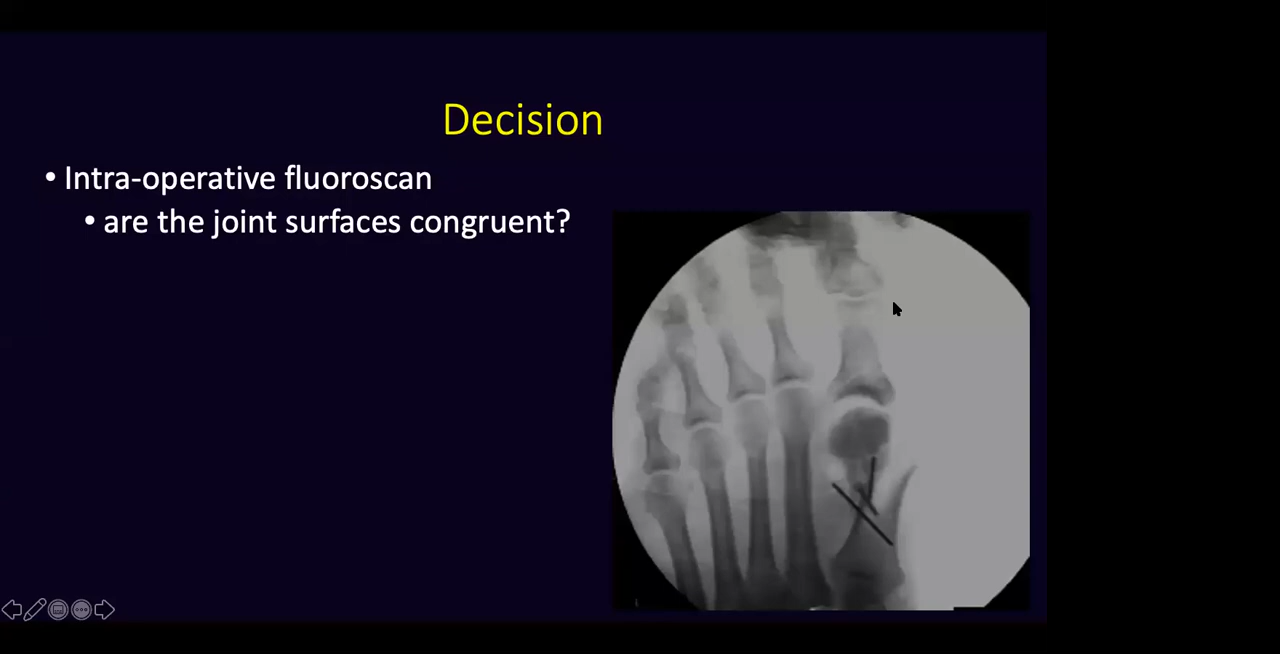 Decision
• Intra-operative fluoroscan
• are the joint surfaces congruent?